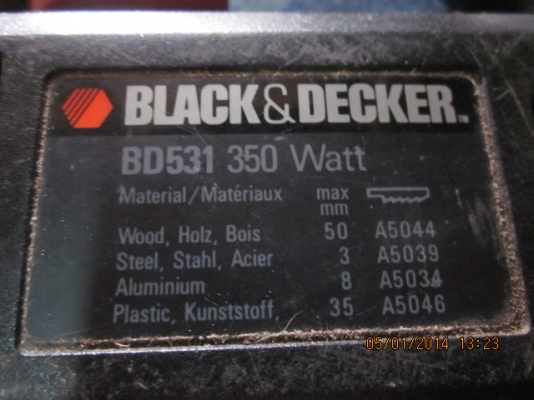 BLACK&DECKER™
BD531 350 Watt
Material/Matériaux max mm
Wood, Holz, Bois 50 A5044
Steel, Stahl, Acier 3 A5039
Aluminium 8 A5034
Plastic, Kunststoff, 35 A5046
05/01/2014 13:23